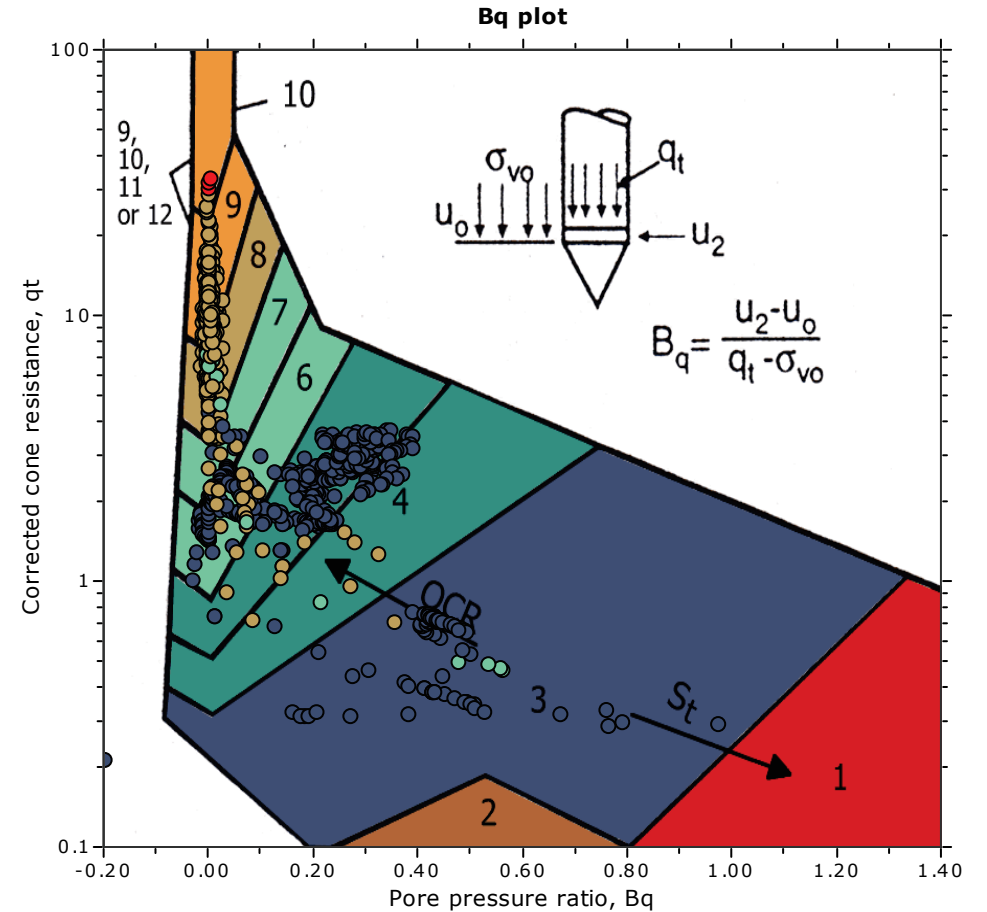 Bq plot
100
10
1
0.1
Corrected cone resistance, qt
9,
10,
11
or 12
10
9
8
7
6
4
3
2
1
OCR
St
σvo
uo
qt
u2
Bq= u2-uo
qt -σvo
-0.20 0.00 0.20 0.40 0.60 0.80 1.00 1.20 1.40
Pore pressure ratio, Bq